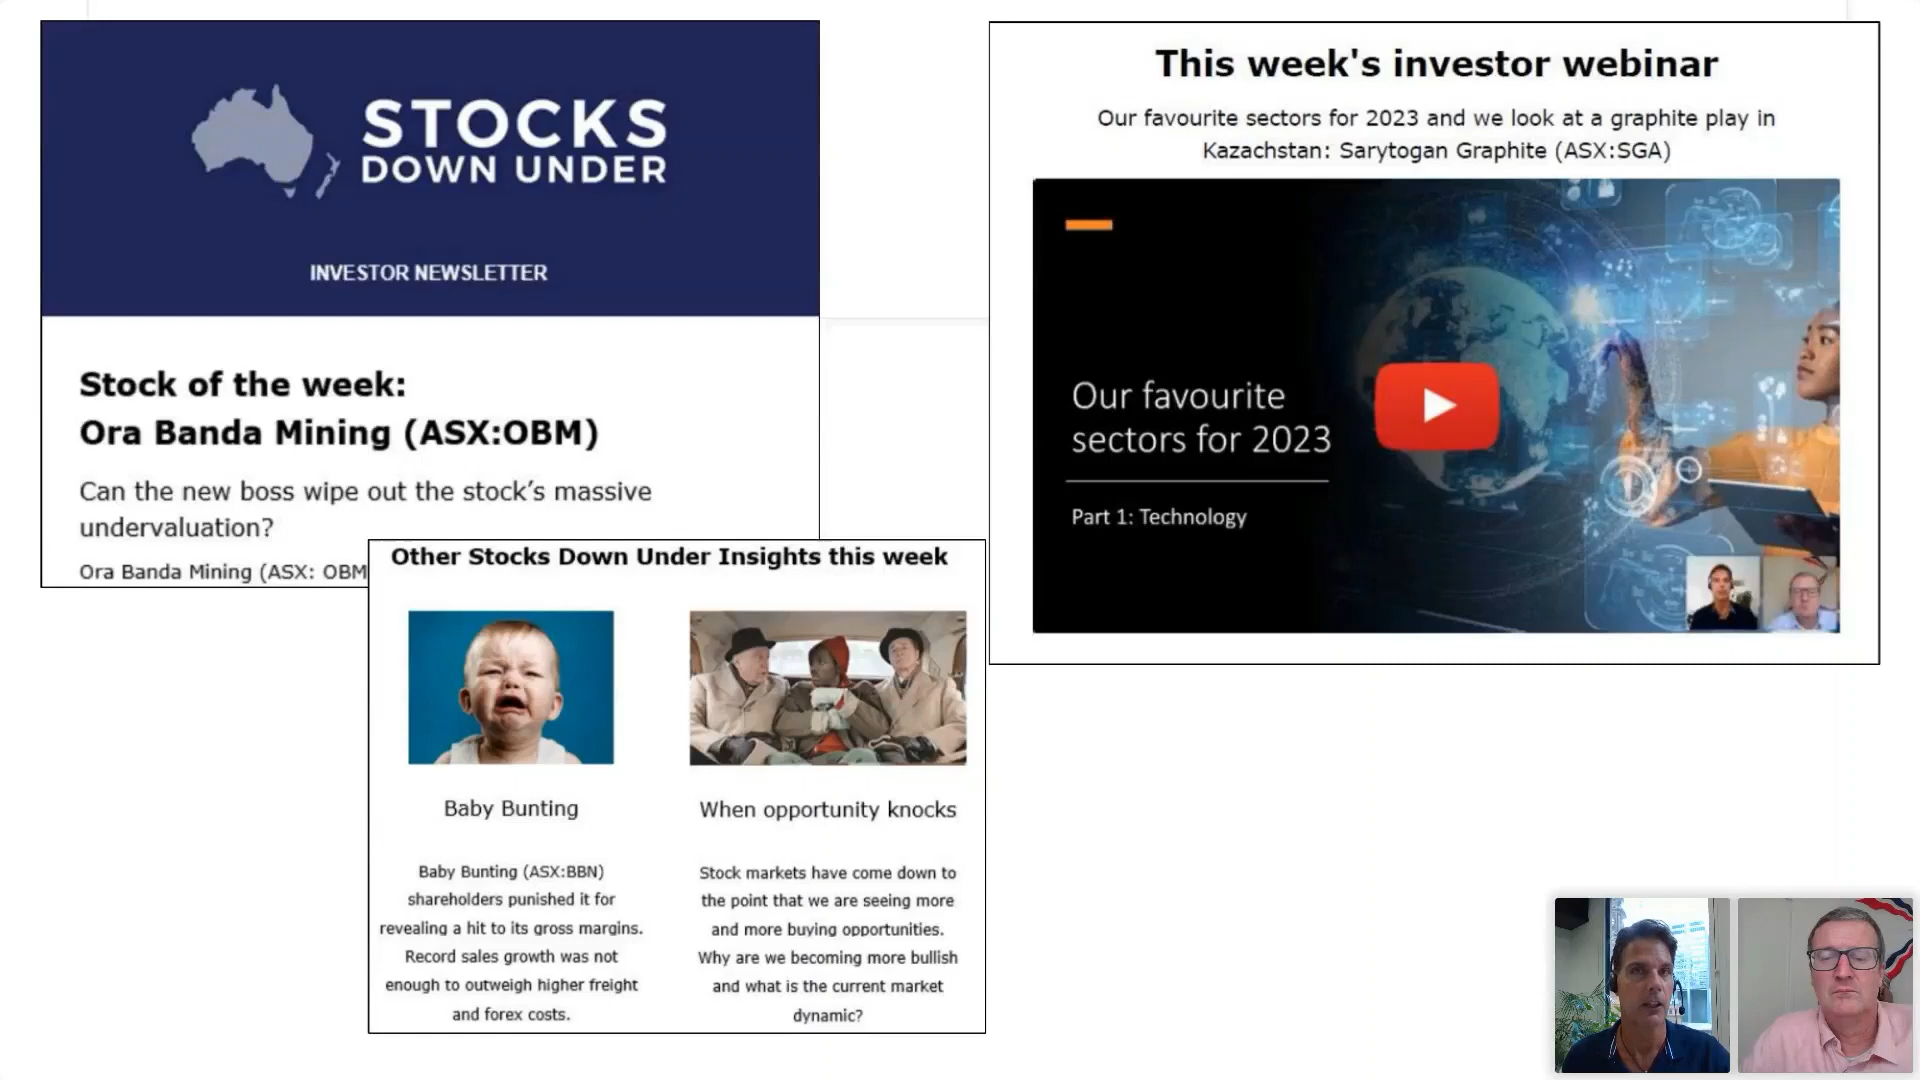 STOCKS
DOWN UNDER
INVESTOR NEWSLETTER
Stock of the week:
Ora Banda Mining (ASX:OBM)
Can the new boss wipe out the stock’s massive
undervaluation?
Ora Banda Mining (ASX: OBM
Other Stocks Down Under Insights this week
Baby Bunting
Baby Bunting (ASX:BBN)
shareholders punished it for
revealing a hit to its gross margins.
Record sales growth was not
enough to outweigh higher freight
and forex costs.
When opportunity knocks
Stock markets have come down to
the point that we are seeing more
and more buying opportunities.
Why are we becoming more bullish
and what is the current market
dynamic?
This week's investor webinar
Our favourite sectors for 2023 and we look at a graphite play in
Kazachstan: Sarytogan Graphite (ASX:SGA)
Our favourite
sectors for 2023
Part 1: Technology